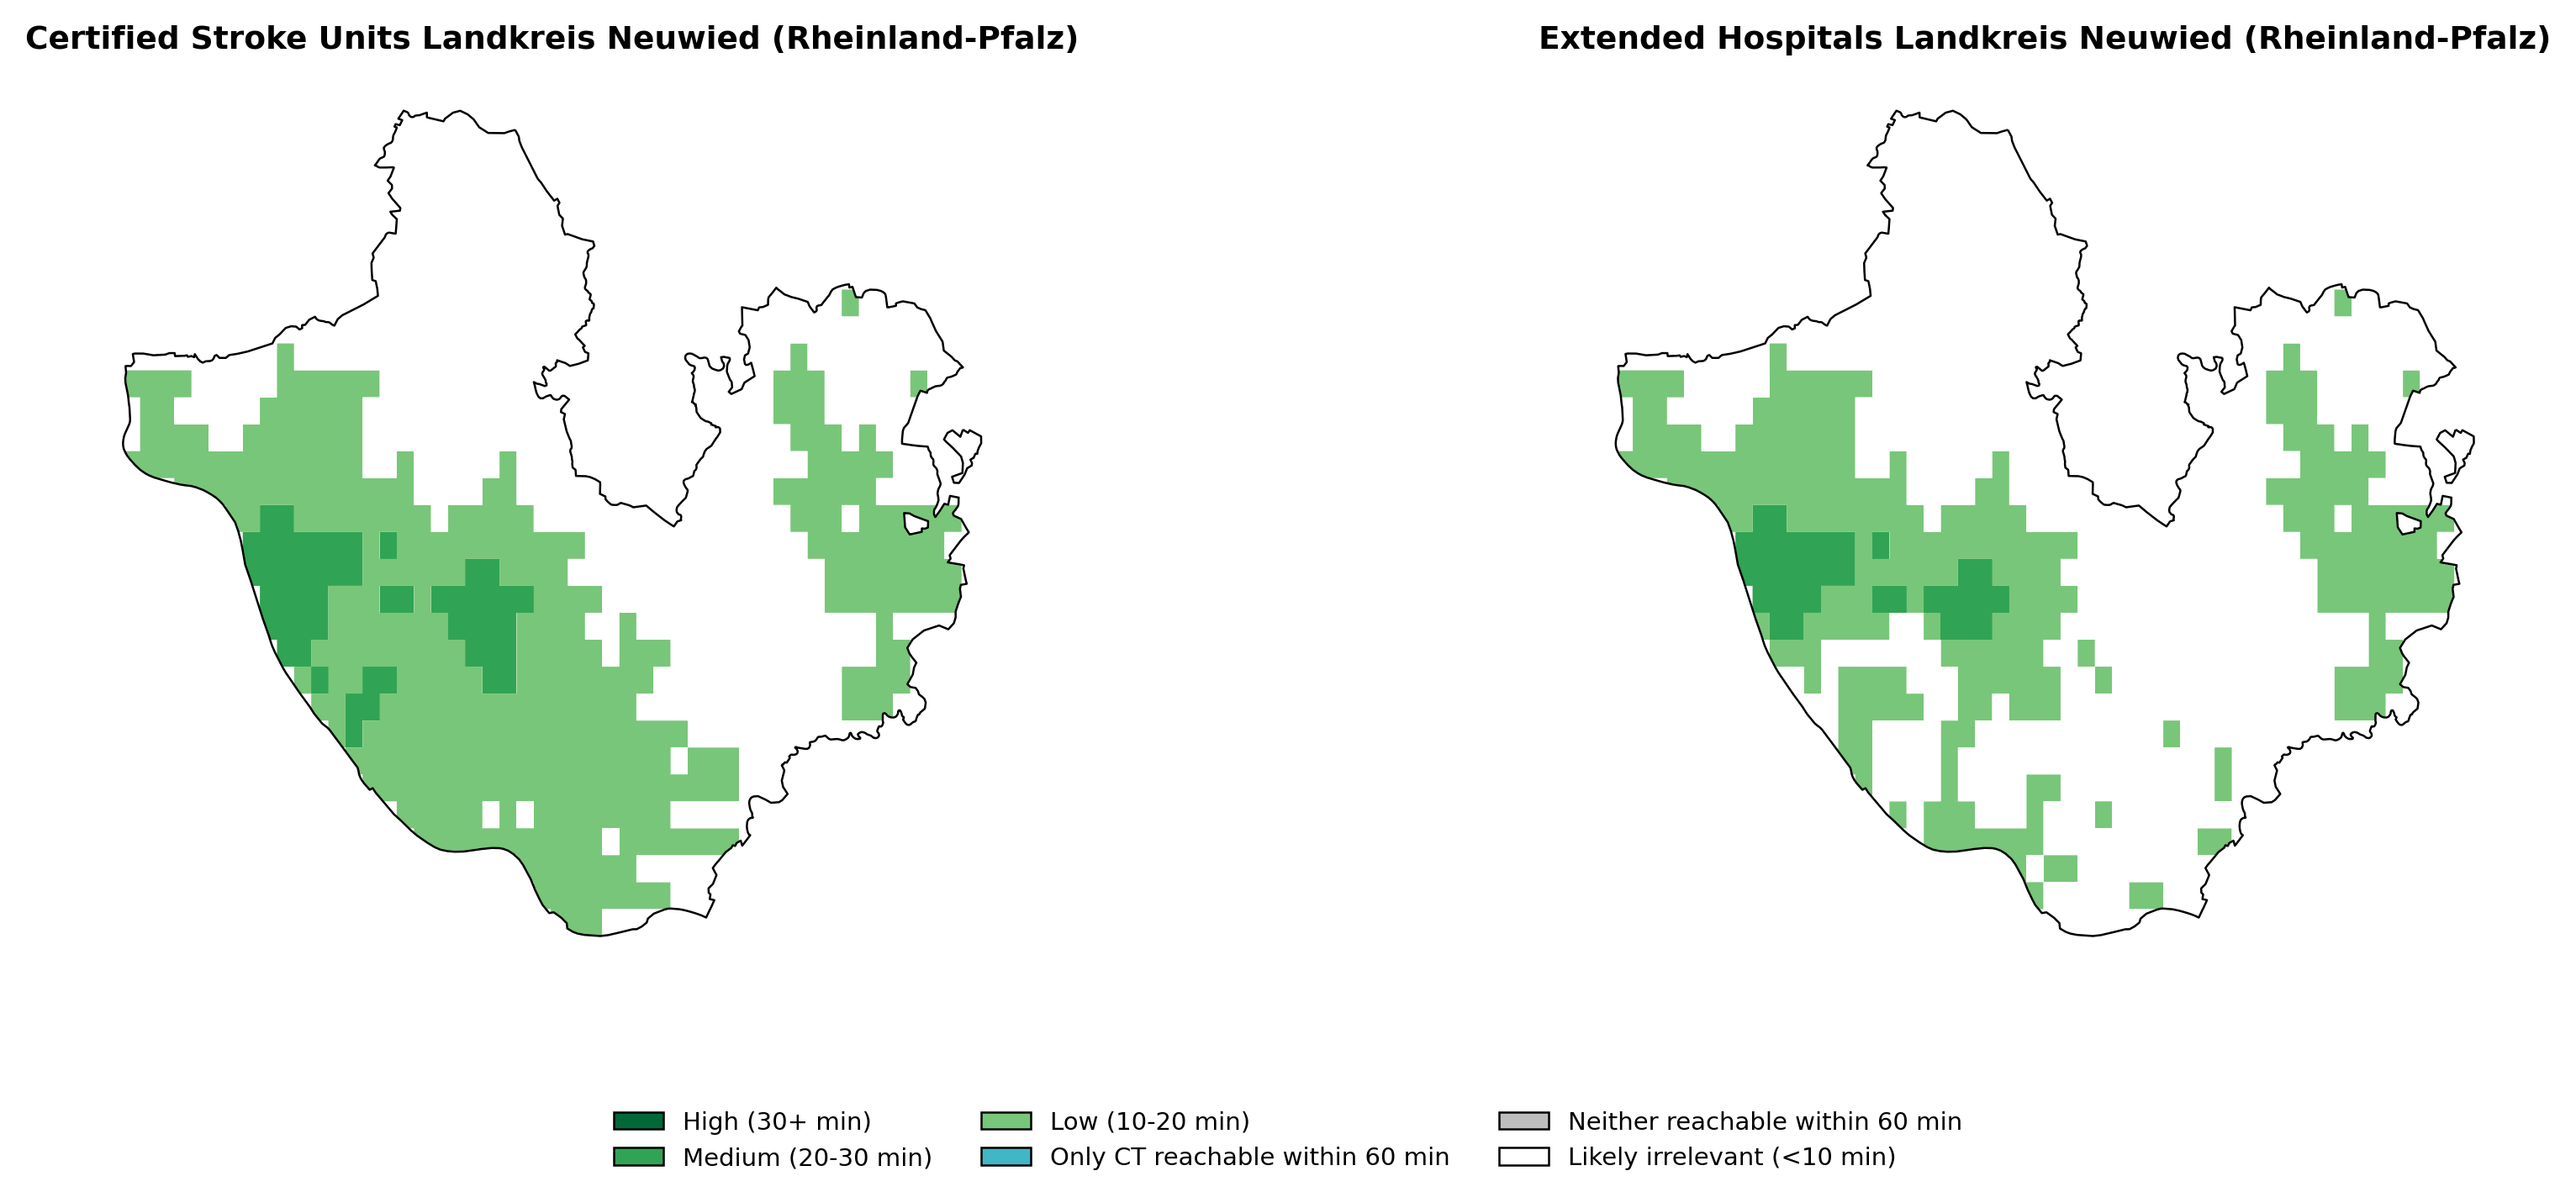 Certified Stroke Units Landkreis Neuwied (Rheinland-Pfalz)
Extended Hospitals Landkreis Neuwied (Rheinland-Pfalz)
High (30+ min)
Medium (20-30 min)
Low (10-20 min)
Only CT reachable within 60 min
Neither reachable within 60 min
Likely irrelevant (<10 min)